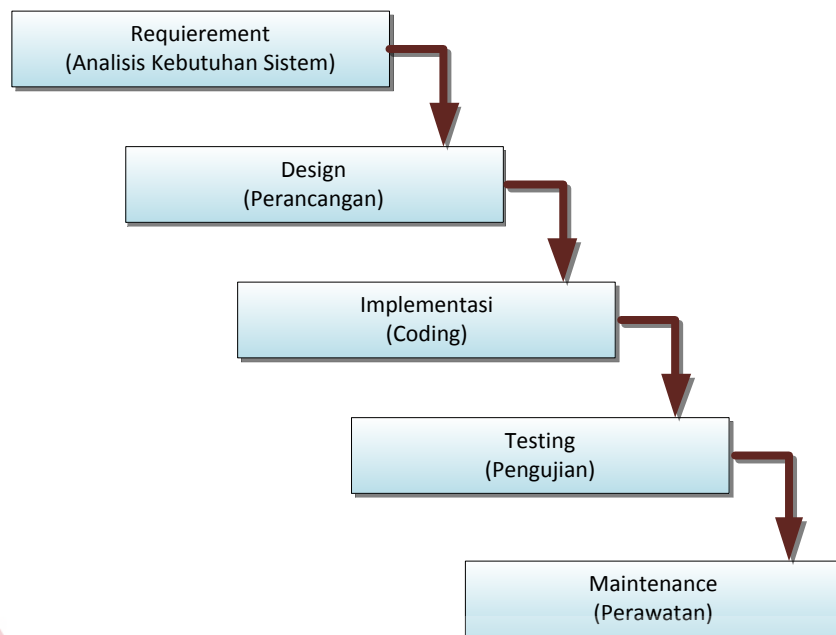 Requierement
(Analisis Kebutuhan Sistem)
Design
(Perancangan)
Implementasi
(Coding)
Testing
(Pengujian)
Maintenance
(Perawatan)